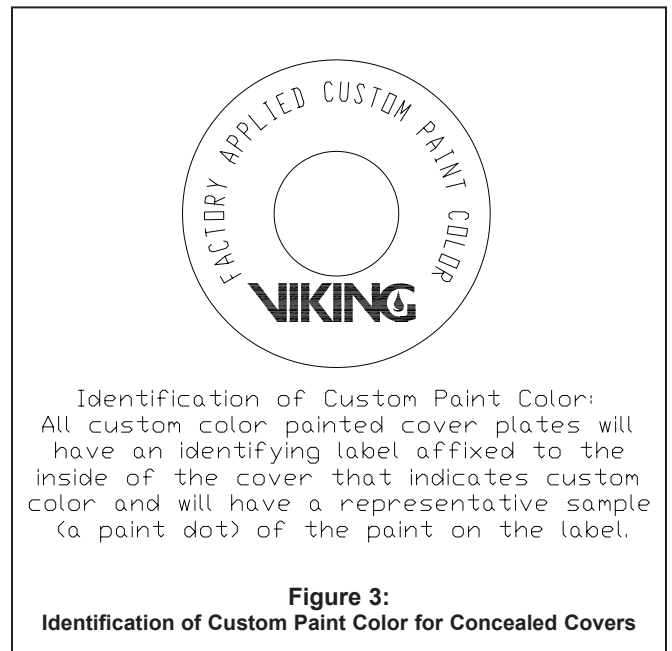 FACTORY APPLIED CUSTOM PAINT COLOR
VIKING
Identification of Custom Paint Color:
All custom color painted cover plates will
have an identifying label affixed to the
inside of the cover that indicates custom
color and will have a representative sample
(a paint dot) of the paint on the label.
Figure 3:
Identification of Custom Paint Color for Concealed Covers